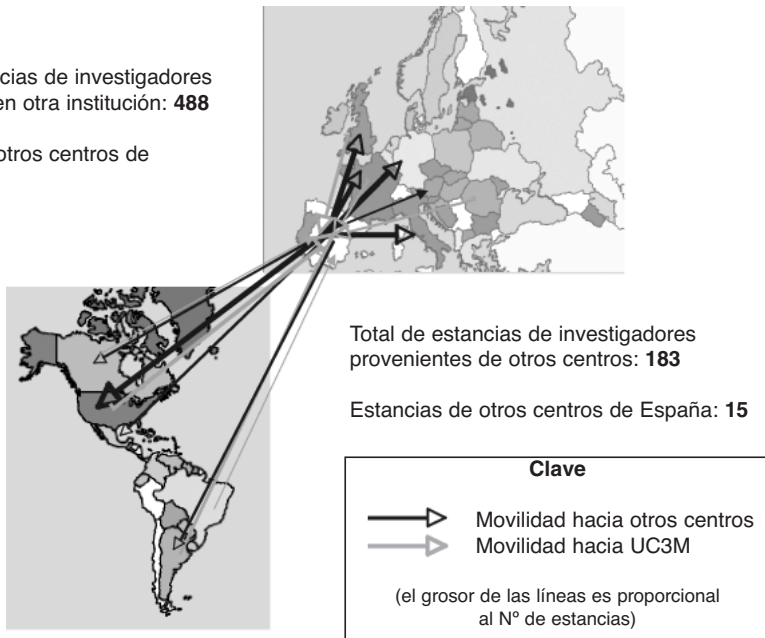 cias de investigadores
en otra institución: 488
otros centros de
Total de estancias de investigadores
provenientes de otros centros: 183
Estancias de otros centros de España: 15
Clave
Movilidad hacia otros centros
Movilidad hacia UC3M
(el grosor de las líneas es proporcional
al Nº de estancias)